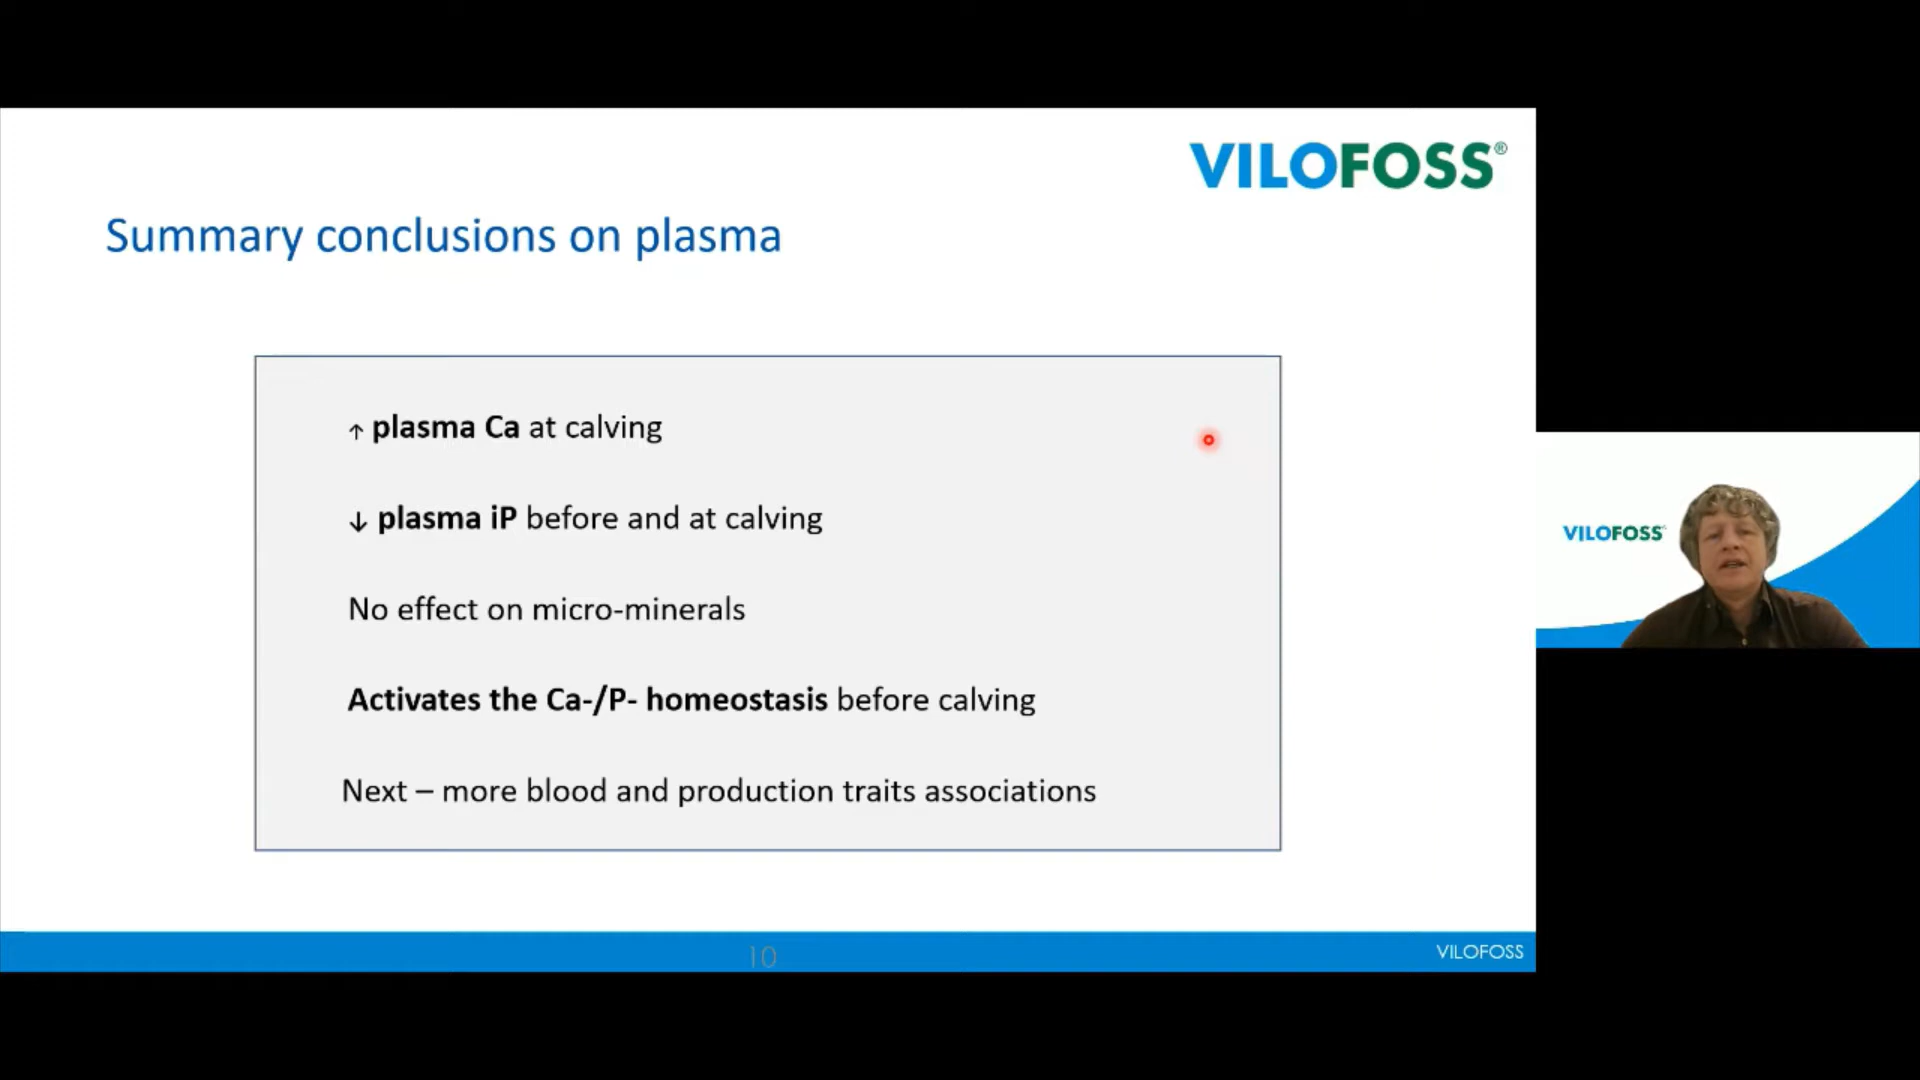 VILOFOSS®
Summary conclusions on plasma
↑ plasma Ca at calving
↓ plasma iP before and at calving
No effect on micro-minerals
Activates the Ca-/P- homeostasis before calving
Next – more blood and production traits associations
10
VILOFOSS
VILOFOSS